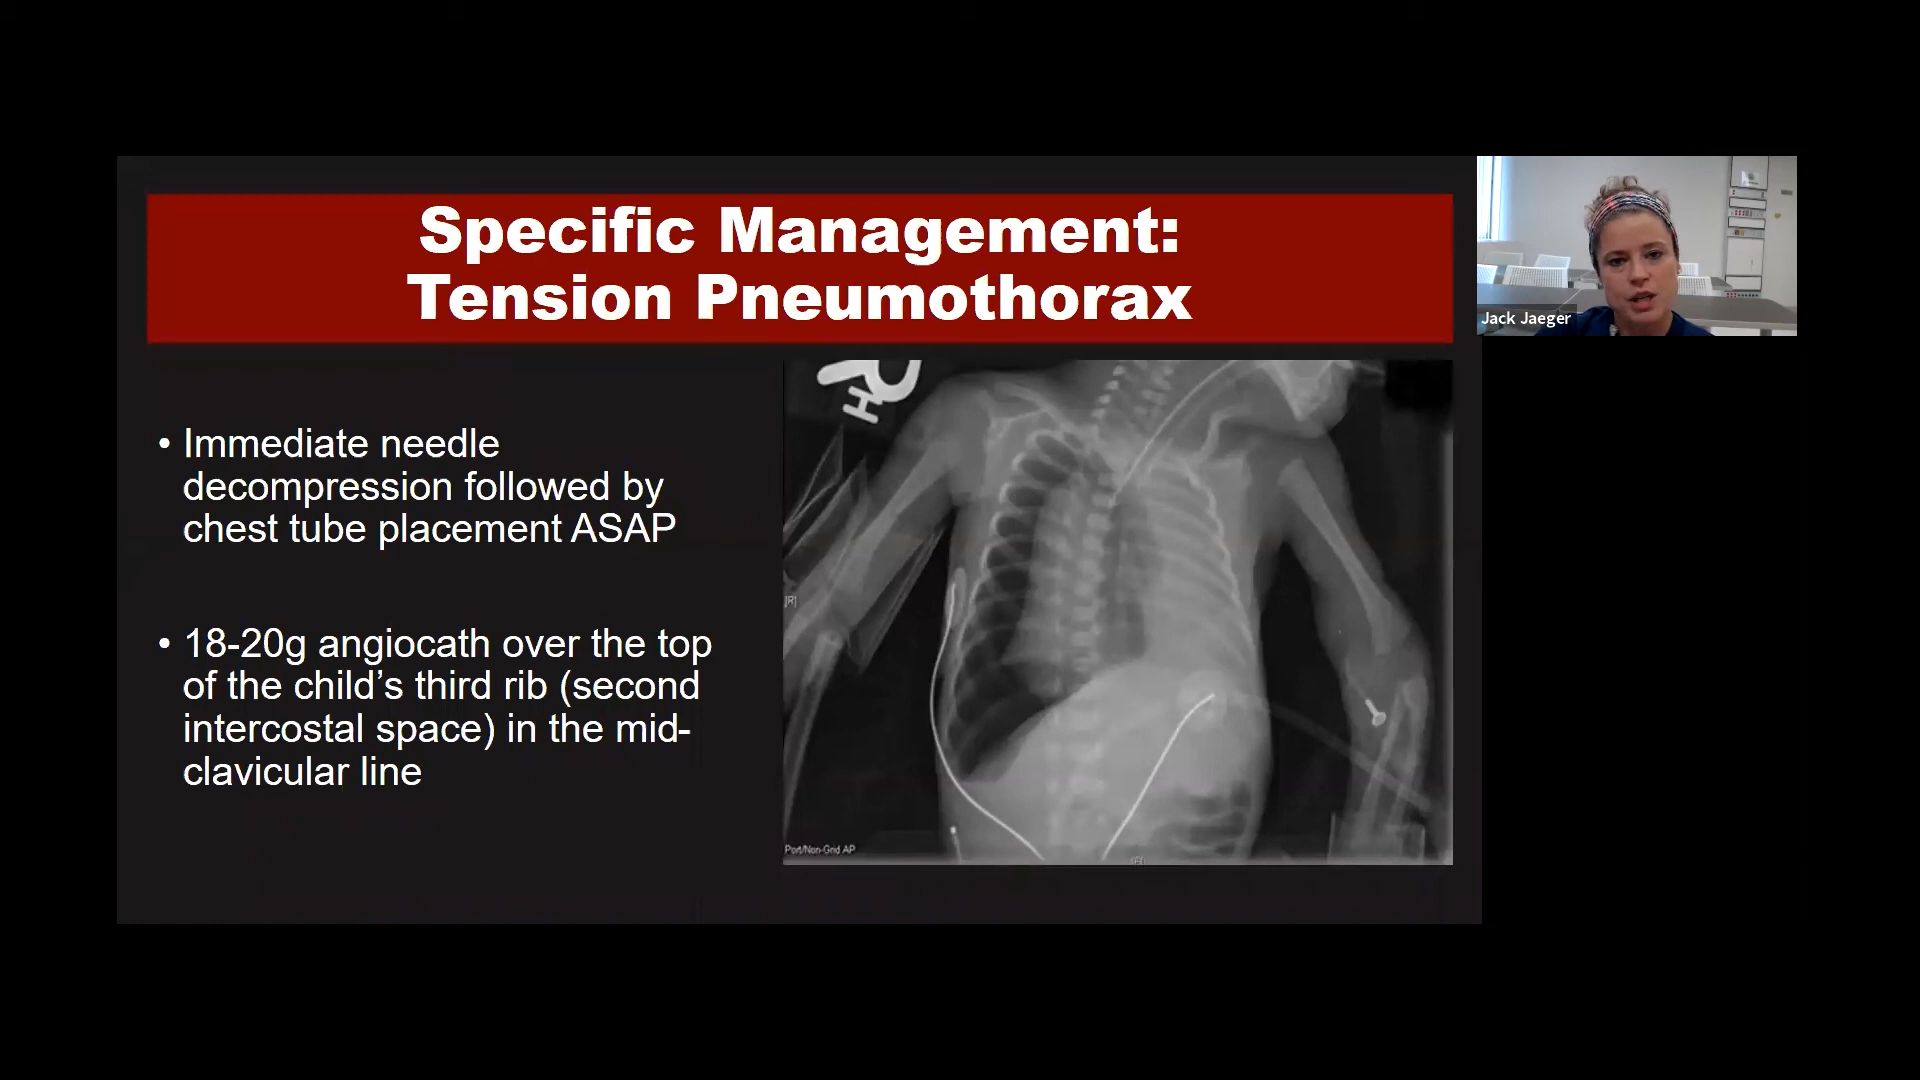 Specific Management:
Tension Pneumothorax
Jack Jaeger
• Immediate needle
decompression followed by
chest tube placement ASAP
• 18-20g angiocath over the top
of the child’s third rib (second
intercostal space) in the mid-
clavicular line
R
H
[R]
Port/Non-Grid AP